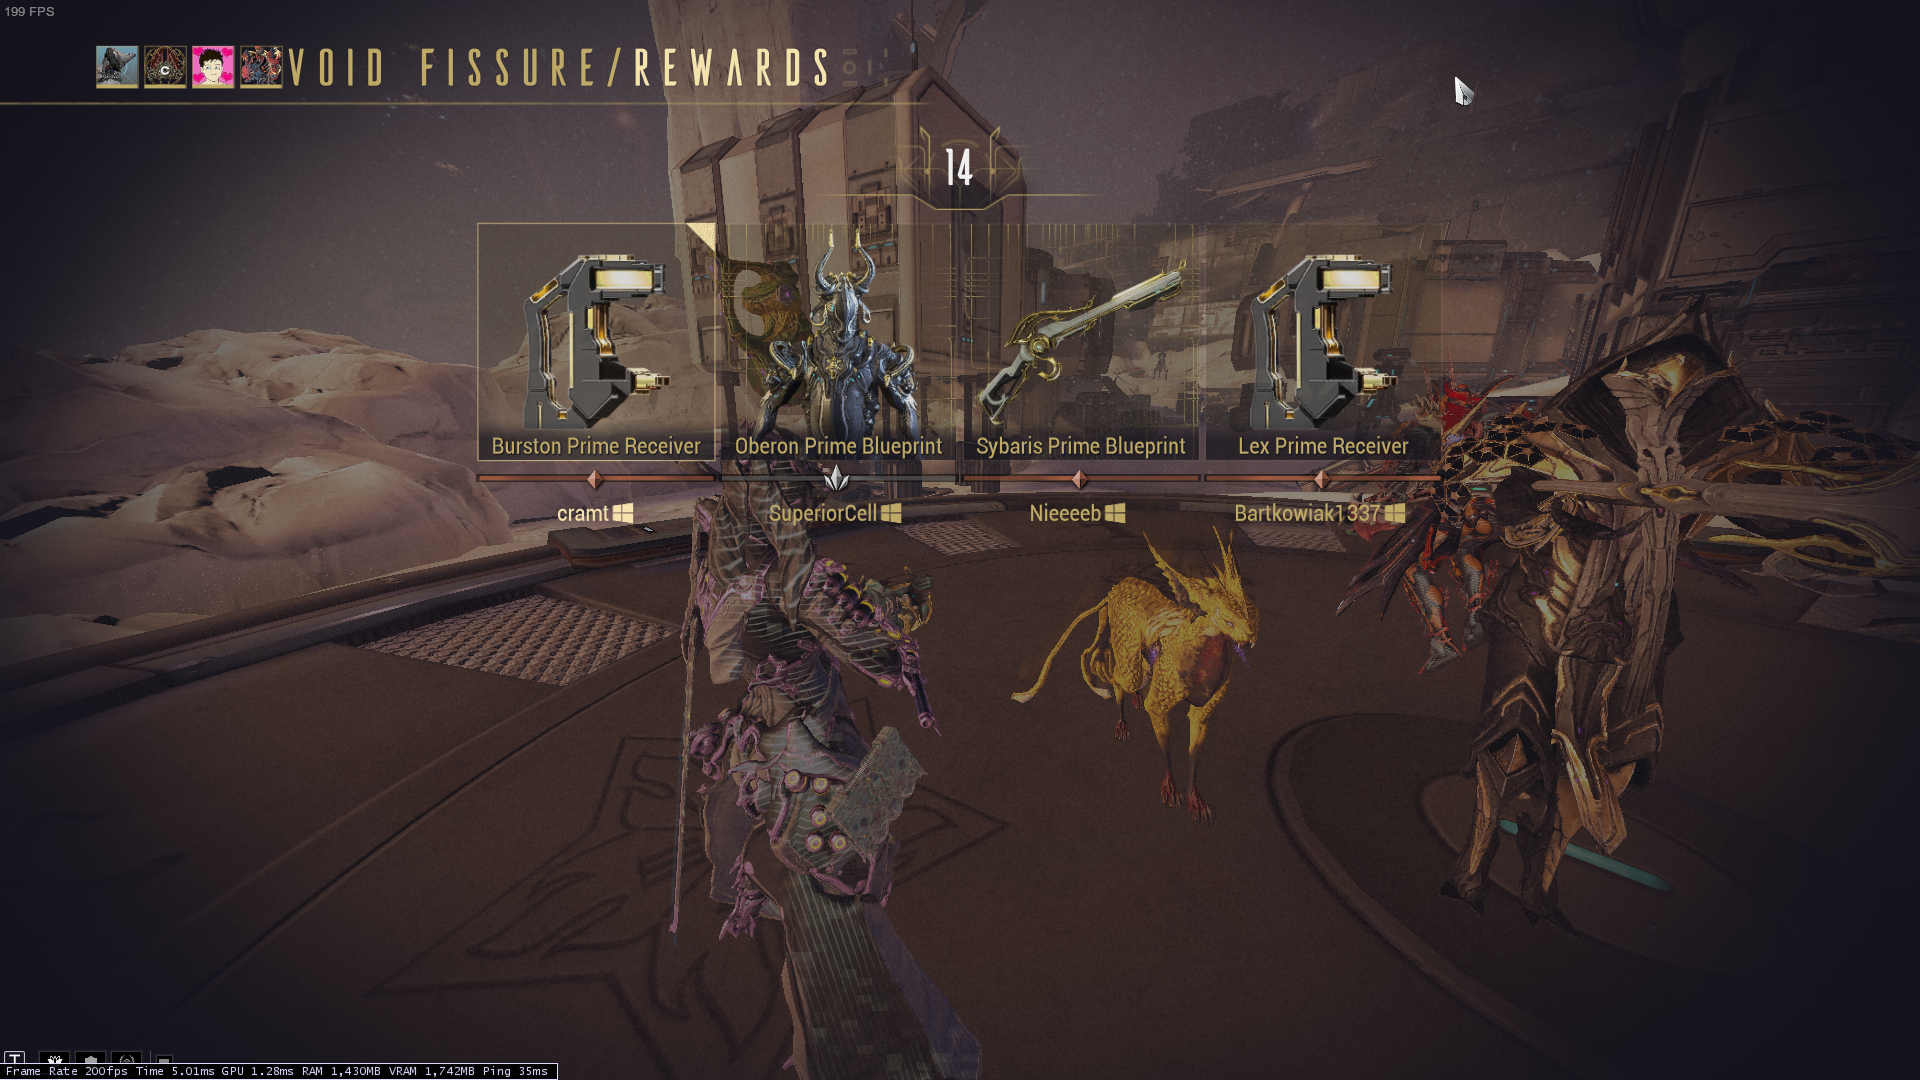 199 FPS
VOID FISSURE/REWARDS
14
Burston Prime Receiver
Oberon Prime Blueprint
Sybaris Prime Blueprint
Lex Prime Receiver
cramt
SuperiorCell
Nieeeeb
Bartkowiak1337
T
Frame Rate 200fps Time 5.01ms GPU 1.28ms RAM 1,430MB VRAM 1,742MB Ping 35ms